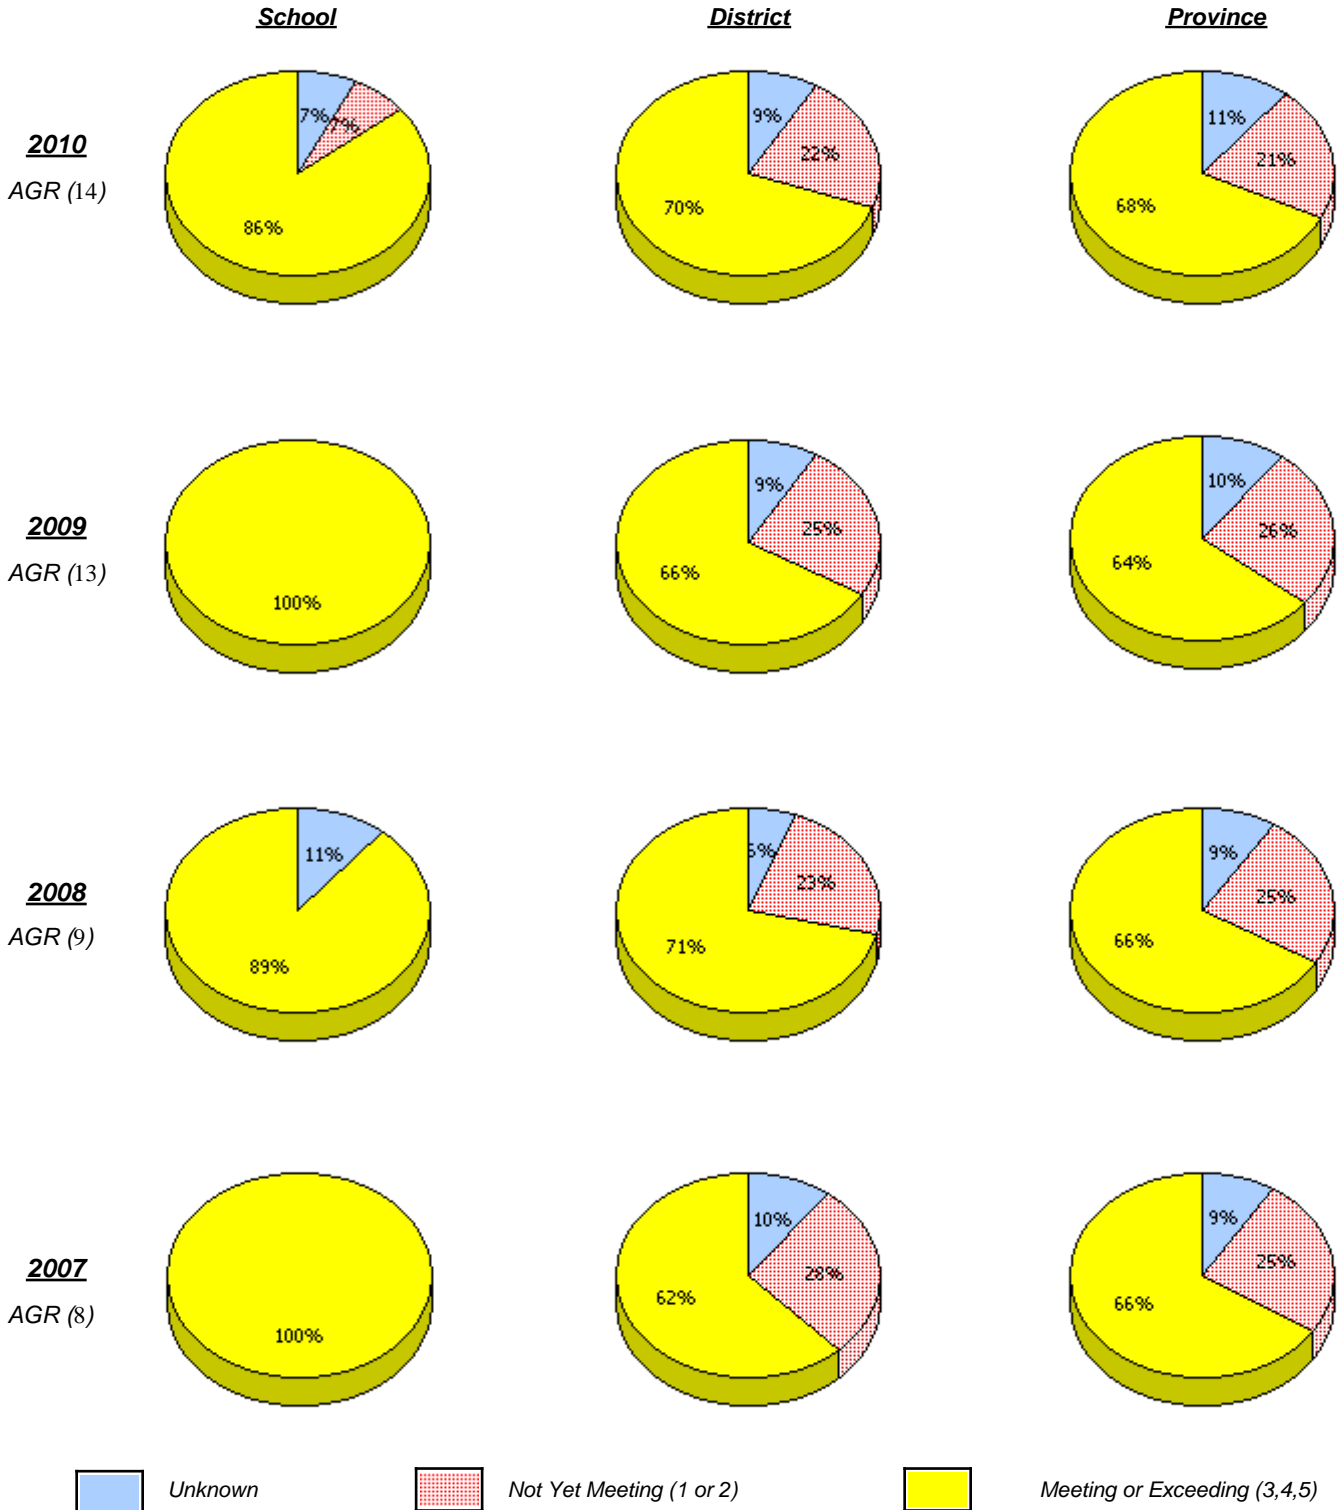 School District Province
2010
AGR (14)
7% 7% 86%
9% 22% 70%
11% 21% 68%
2009
AGR (13)
100%
9% 25% 66%
10% 26% 64%
2008
AGR (9)
11% 89%
23% 71%
9% 25% 66%
2007
AGR (8)
100%
10% 28% 62%
9% 25% 66%
Unknown Not Yet Meeting (1 or 2) Meeting or Exceeding (3,4,5)